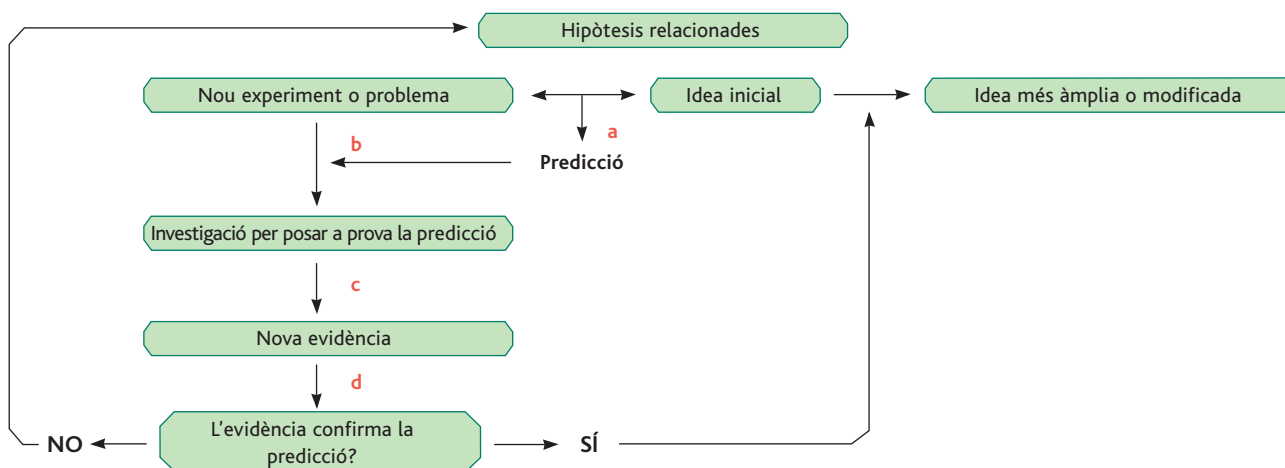 Hipòtesis relacionades
Nou experiment o problema
Idea inicial
Idea més àmplia o modificada
a
b
Predicció
Investigació per posar a prova la predicció
c
Nova evidència
d
L'evidència confirma la
predicció?
NO
SÍ